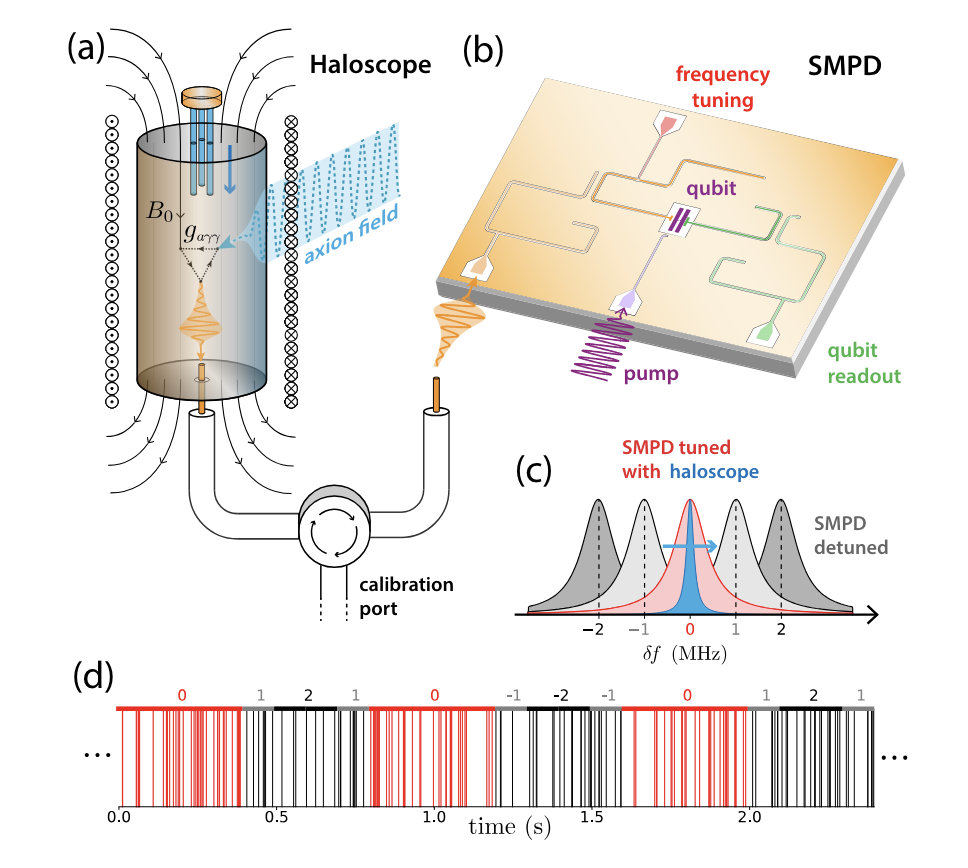 (a)
Haloscope
B₀
gₐγγ
axion field
(b)
SMPD
frequency
tuning
qubit
pump
qubit
readout
calibration
port
(c)
SMPD tuned
with haloscope
SMPD
detuned
−2 −1 0 1 2
δf (MHz)
(d)
0 1 2 1 0 -1 -2 -1 0 1 2 1
... ...
0.0 0.5 1.0 1.5 2.0
time (s)